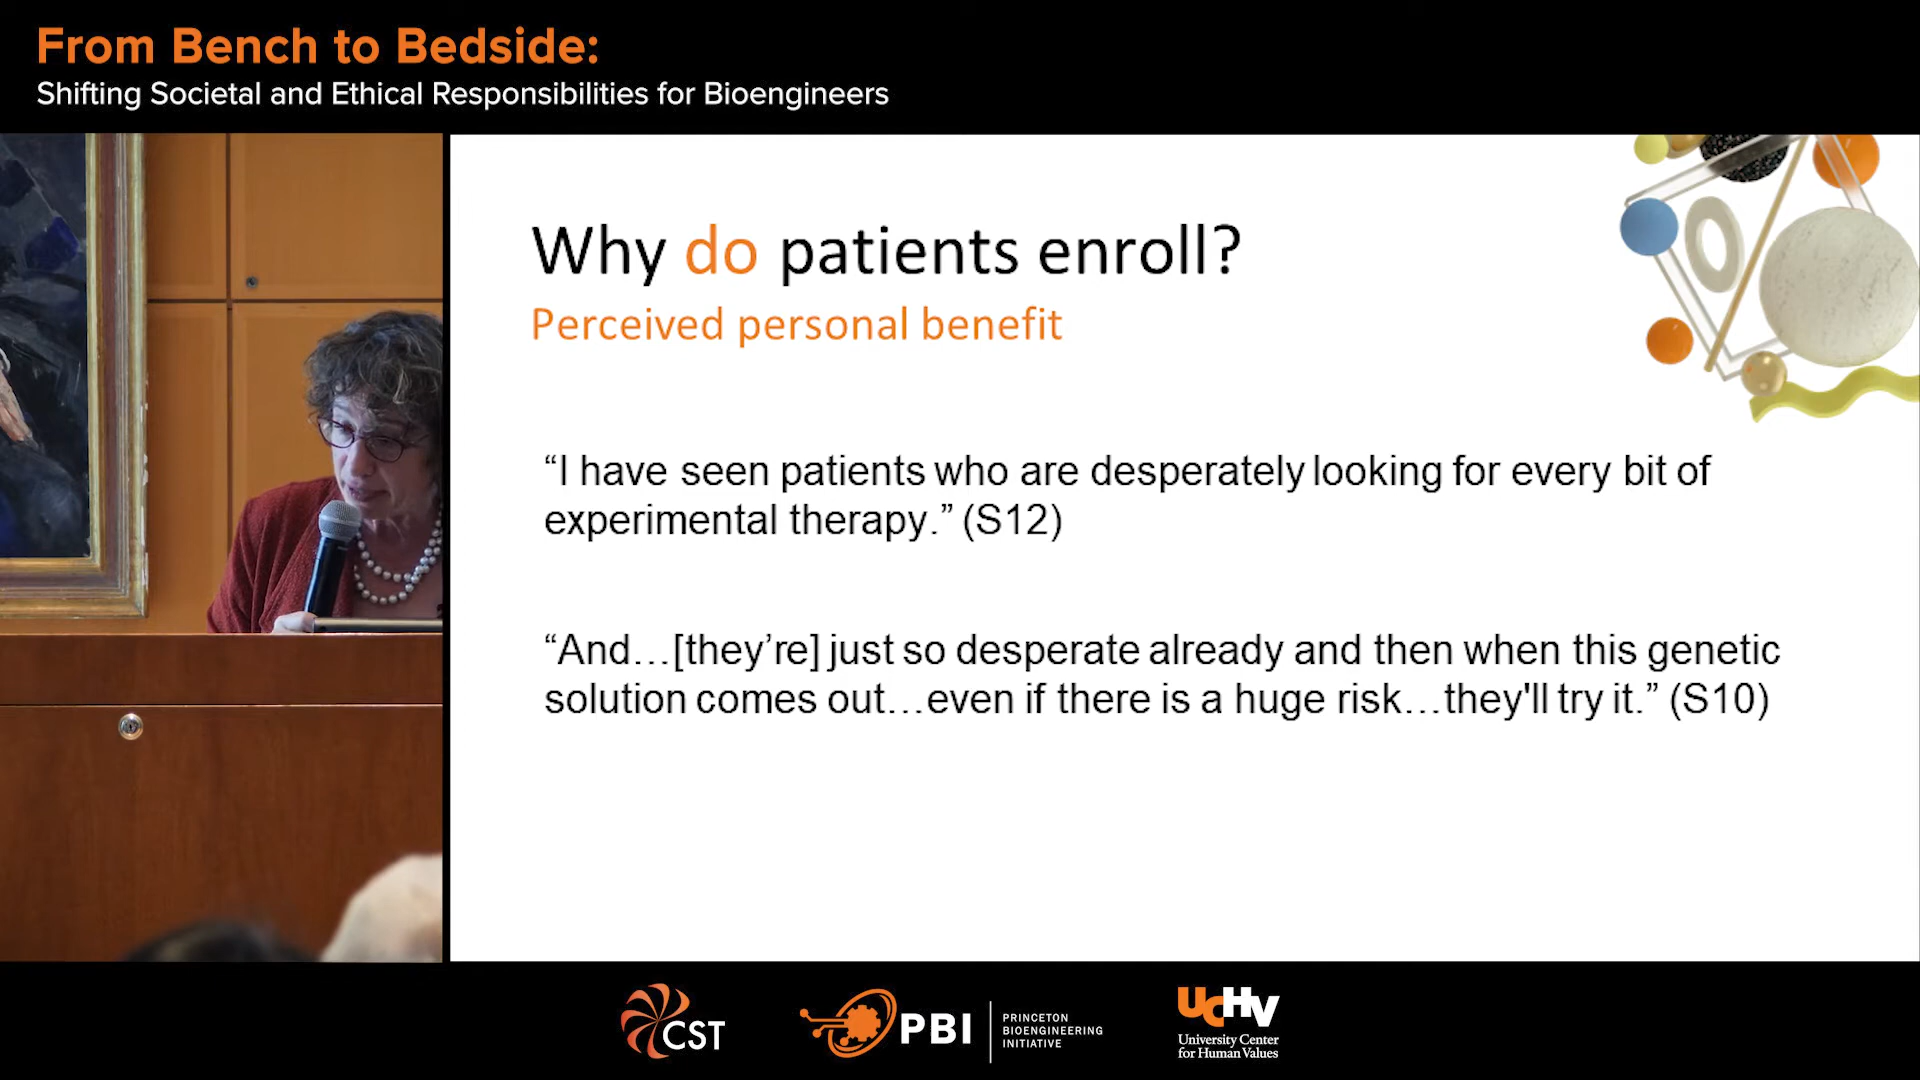 From Bench to Bedside:
Shifting Societal and Ethical Responsibilities for Bioengineers
Why do patients enroll?
Perceived personal benefit
“I have seen patients who are desperately looking for every bit of
experimental therapy.” (S12)
“And…[they’re] just so desperate already and then when this genetic
solution comes out…even if there is a huge risk…they'll try it.” (S10)
CST
PBI
PRINCETON
BIOENGINEERING
INITIATIVE
UCHV
University Center
for Human Values